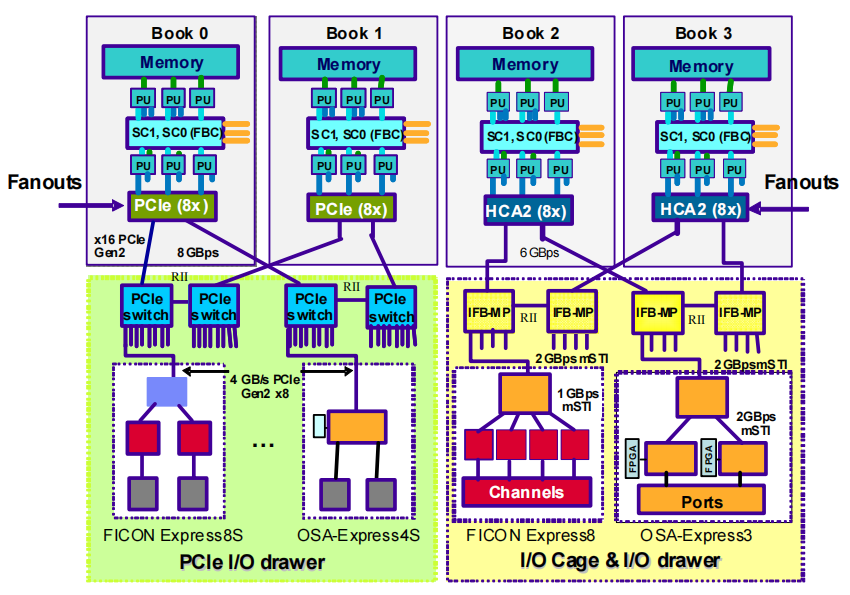 Book 0
Book 1
Book 2
Book 3
Memory
Memory
Memory
Memory
PU
PU
PU
PU
PU
PU
PU
PU
PU
PU
PU
PU
SC1, SC0 (FBC)
SC1, SC0 (FBC)
SC1, SC0 (FBC)
SC1, SC0 (FBC)
PU
PU
PU
PU
PU
PU
PU
PU
PU
PU
PU
PU
Fanouts
PCIe (8x)
PCIe (8x)
HCA2 (8x)
HCA2 (8x)
Fanouts
x16 PCIe
Gen2
8 GBps
6 GBps
RII
RII
PCIe
switch
PCIe
switch
PCIe
switch
PCIe
switch
IFB-MP
RII
IFB-MP
IFB-MP
RII
IFB-MP
2 GBps mSTI
2 GBpsmSTI
4 GB/s PCIe
Gen2 x8
1 GBps
mSTI
2GBps
mSTI
...
FPGA
FPGA
Channels
Ports
FICON Express8S
OSA-Express4S
FICON Express8
OSA-Express3
PCIe I/O drawer
I/O Cage & I/O drawer